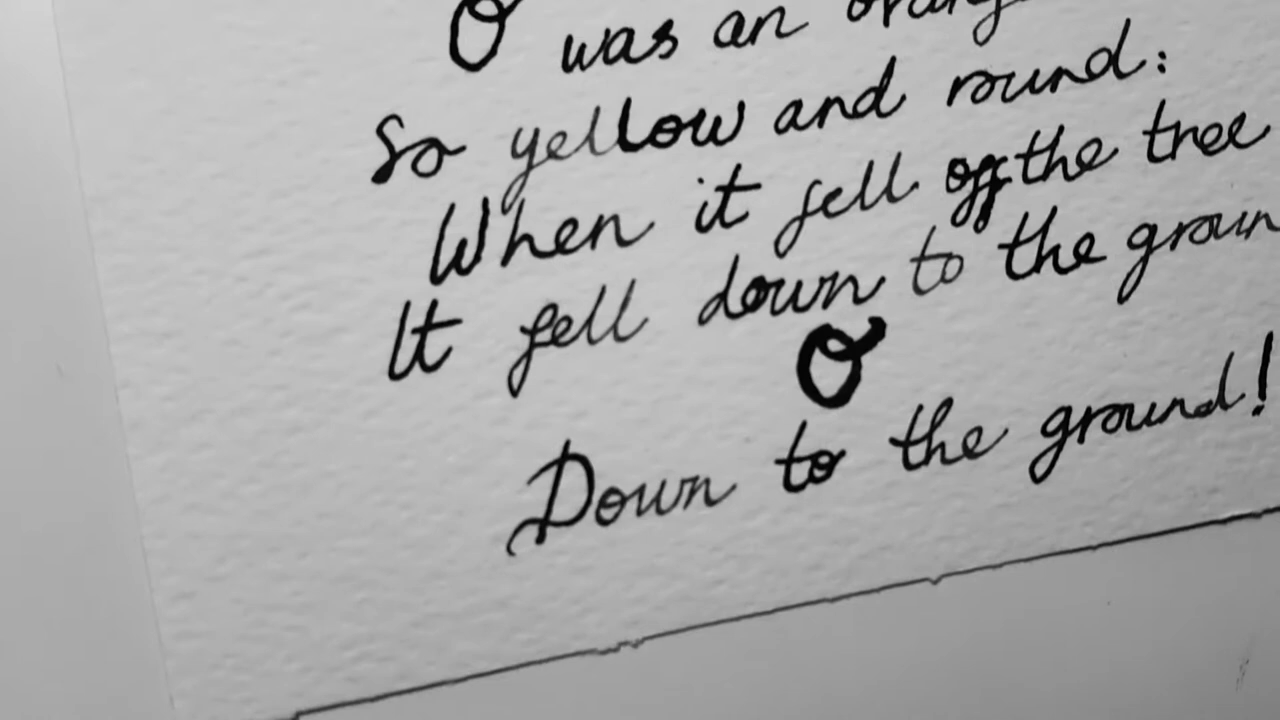 O was an
So yellow and round:
When it fell off the tree
It fell down to the
O
Down to the ground!